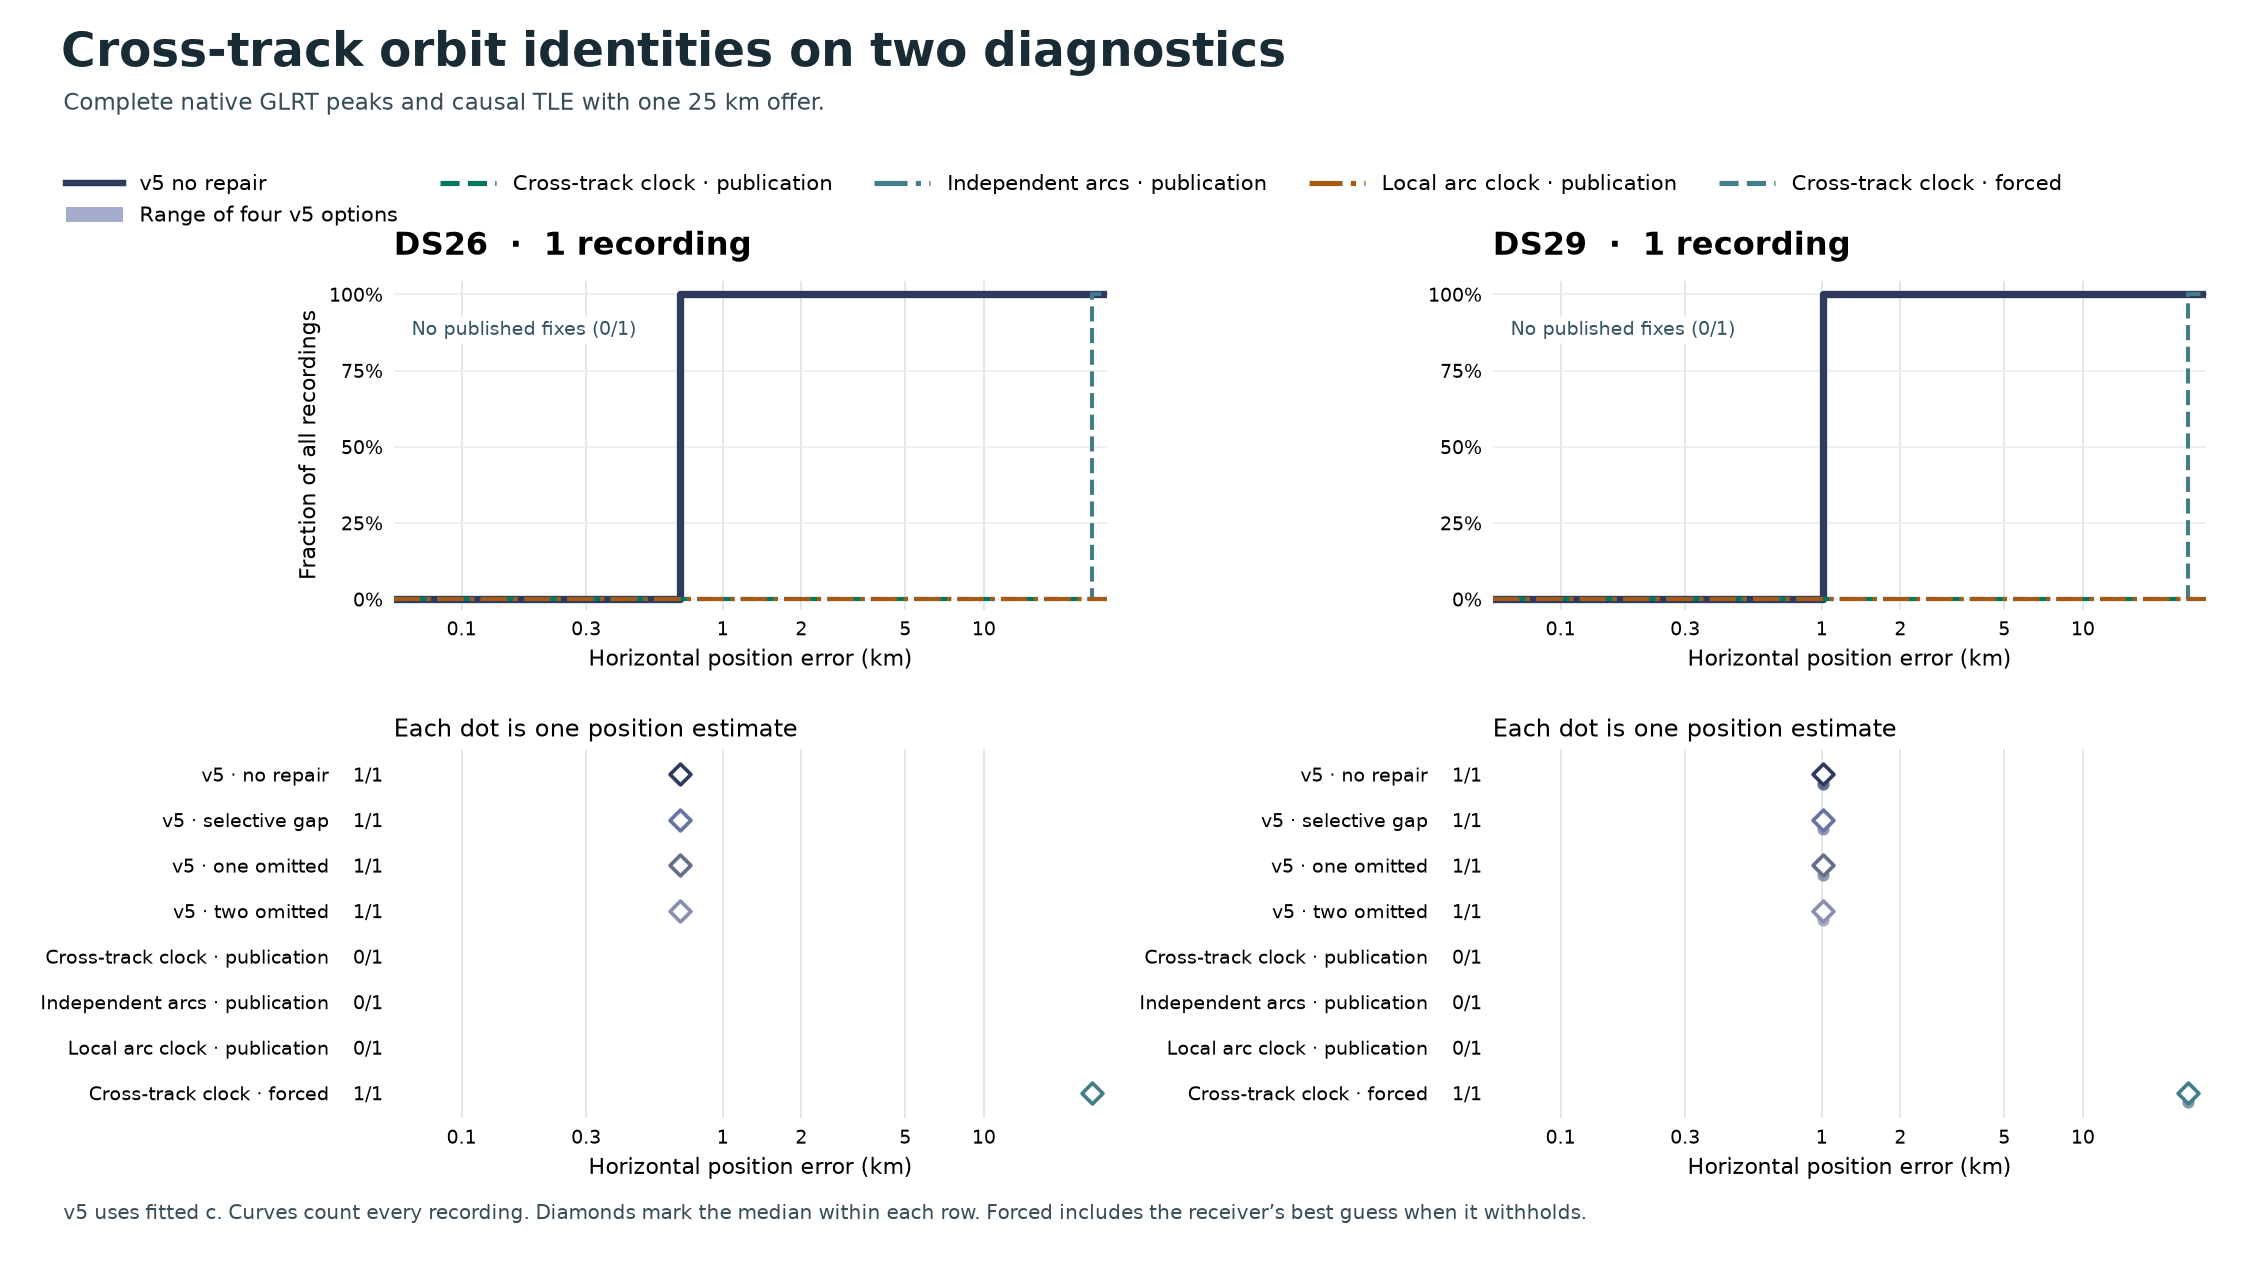 Cross-track orbit identities on two diagnostics
Complete native GLRT peaks and causal TLE with one 25 km offer.
v5 no repair
Cross-track clock · publication
Independent arcs · publication
Local arc clock · publication
Cross-track clock · forced
Range of four v5 options
DS26 · 1 recording
100%
75%
50%
25%
0%
Fraction of all recordings
No published fixes (0/1)
0.1 0.3 1 2 5 10
Horizontal position error (km)
DS29 · 1 recording
100%
75%
50%
25%
0%
No published fixes (0/1)
0.1 0.3 1 2 5 10
Horizontal position error (km)
Each dot is one position estimate
v5 · no repair 1/1
v5 · selective gap 1/1
v5 · one omitted 1/1
v5 · two omitted 1/1
Cross-track clock · publication 0/1
Independent arcs · publication 0/1
Local arc clock · publication 0/1
Cross-track clock · forced 1/1
0.1 0.3 1 2 5 10
Horizontal position error (km)
Each dot is one position estimate
v5 · no repair 1/1
v5 · selective gap 1/1
v5 · one omitted 1/1
v5 · two omitted 1/1
Cross-track clock · publication 0/1
Independent arcs · publication 0/1
Local arc clock · publication 0/1
Cross-track clock · forced 1/1
0.1 0.3 1 2 5 10
Horizontal position error (km)
v5 uses fitted c. Curves count every recording. Diamonds mark the median within each row. Forced includes the receiver’s best guess when it withholds.